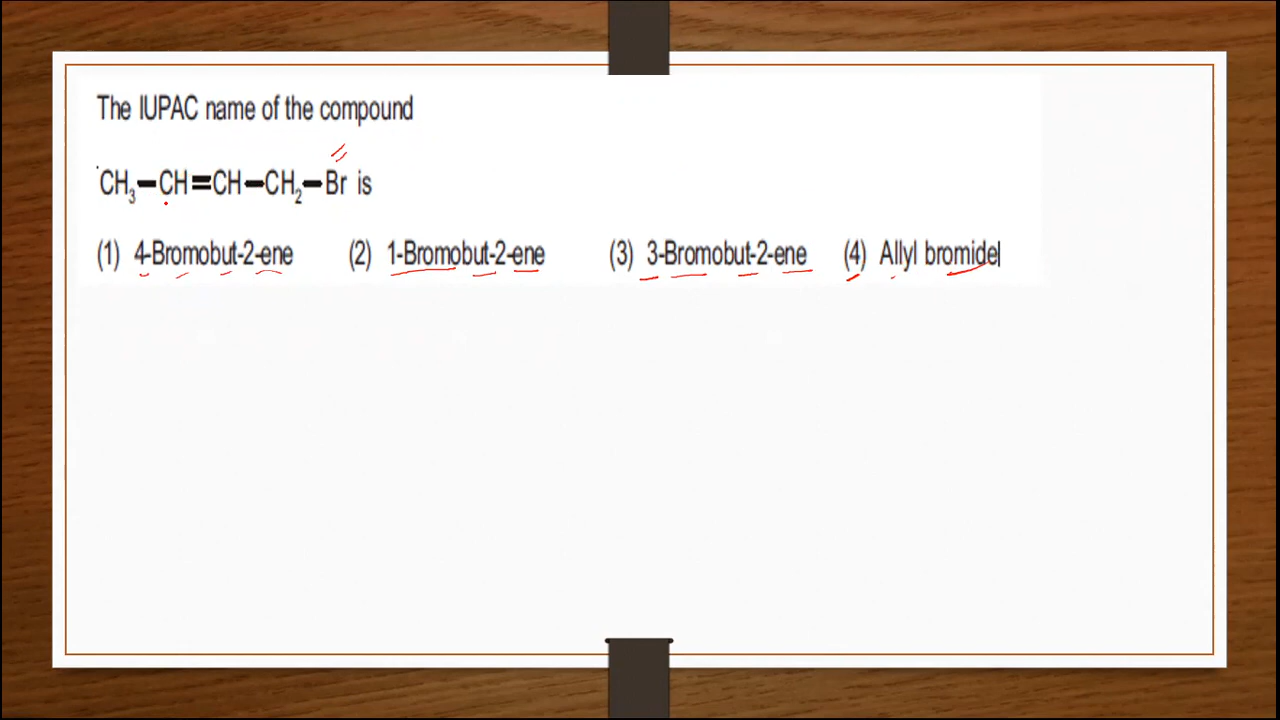 The IUPAC name of the compound
CH₃−CH=CH−CH₂−Br is
(1) 4-Bromobut-2-ene (2) 1-Bromobut-2-ene (3) 3-Bromobut-2-ene (4) Allyl bromide